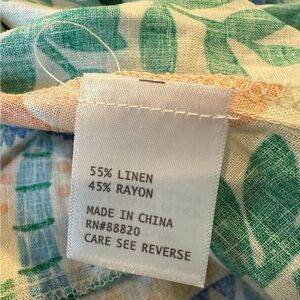 55% LINEN
45% RAYON
MADE IN CHINA
RN#88820
CARE SEE REVERSE